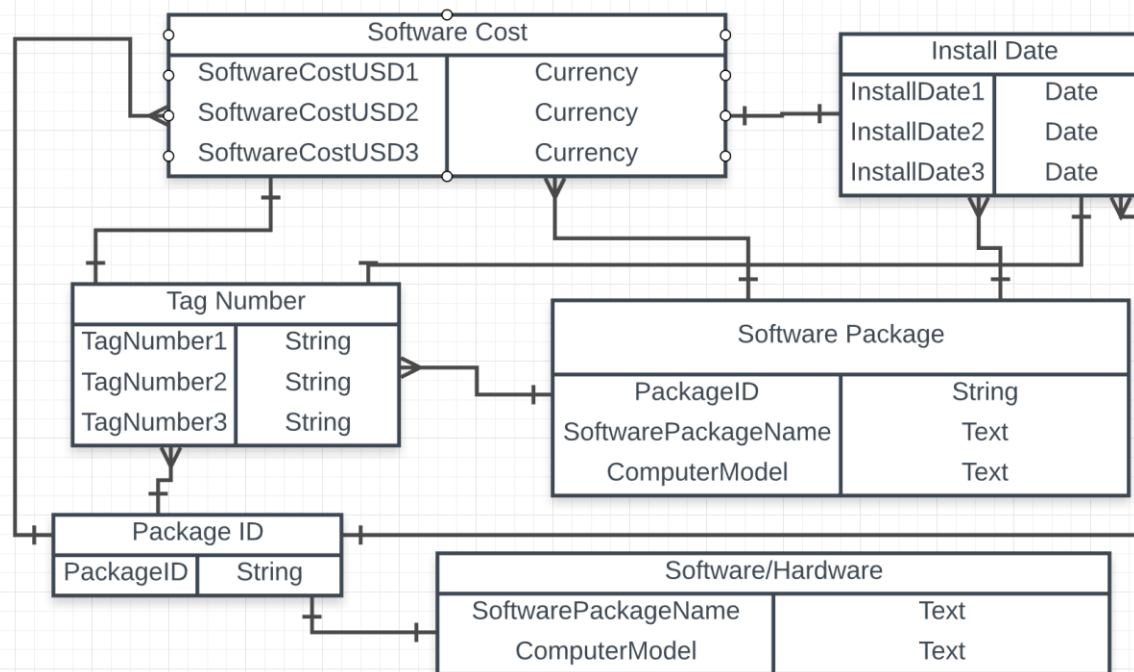 Software Cost
SoftwareCostUSD1 Currency
SoftwareCostUSD2 Currency
SoftwareCostUSD3 Currency
Install Date
InstallDate1 Date
InstallDate2 Date
InstallDate3 Date
Tag Number
TagNumber1 String
TagNumber2 String
TagNumber3 String
Software Package
PackageID String
SoftwarePackageName Text
ComputerModel Text
Package ID
PackageID String
Software/Hardware
SoftwarePackageName Text
ComputerModel Text